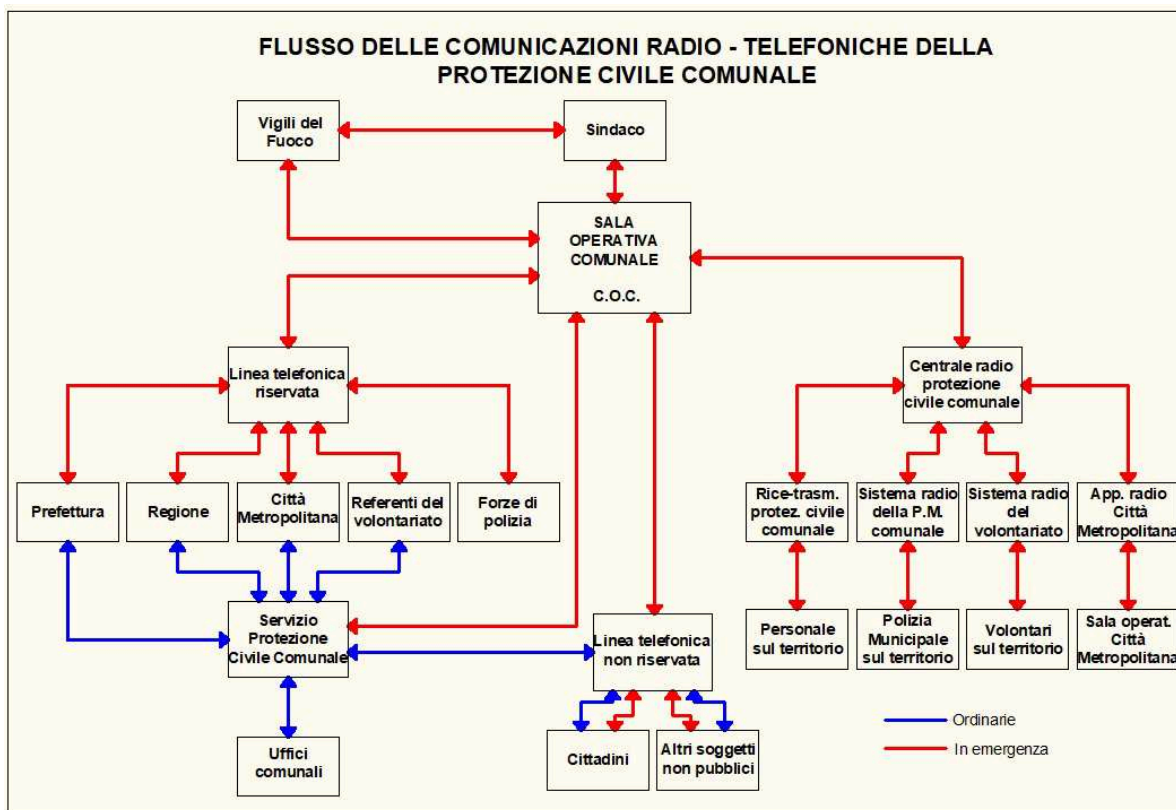 FLUSSO DELLE COMUNICAZIONI RADIO - TELEFONICHE DELLA
PROTEZIONE CIVILE COMUNALE
Vigili del
Fuoco
Sindaco
SALA
OPERATIVA
COMUNALE
C.O.C.
Linea telefonica
riservata
Centrale radio
protezione
civile comunale
Prefettura
Regione
Città
Metropolitana
Referenti del
volontariato
Forze di
polizia
Rice-trasm.
protez. civile
comunale
Sistema radio
della P.M.
comunale
Sistema radio
del
volontariato
App. radio
Città
Metropolitana
Servizio
Protezione
Civile Comunale
Linea telefonica
non riservata
Personale
sul territorio
Polizia
Municipale
sul territorio
Volontari
sul territorio
Sala operat.
Città
Metropolitana
Uffici
comunali
Cittadini
Altri soggetti
non pubblici
Ordinarie
In emergenza